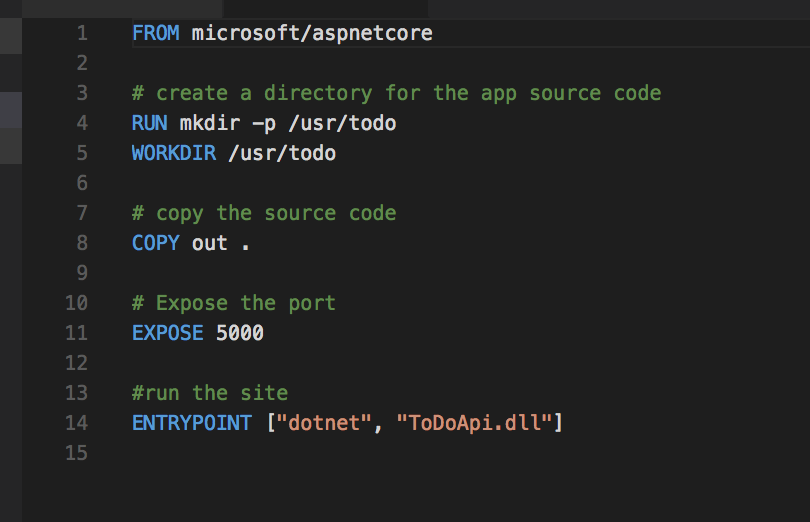 1 FROM microsoft/aspnetcore
2
3 # create a directory for the app source code
4 RUN mkdir -p /usr/todo
5 WORKDIR /usr/todo
6
7 # copy the source code
8 COPY out .
9
10 # Expose the port
11 EXPOSE 5000
12
13 #run the site
14 ENTRYPOINT ["dotnet", "ToDoApi.dll"]
15